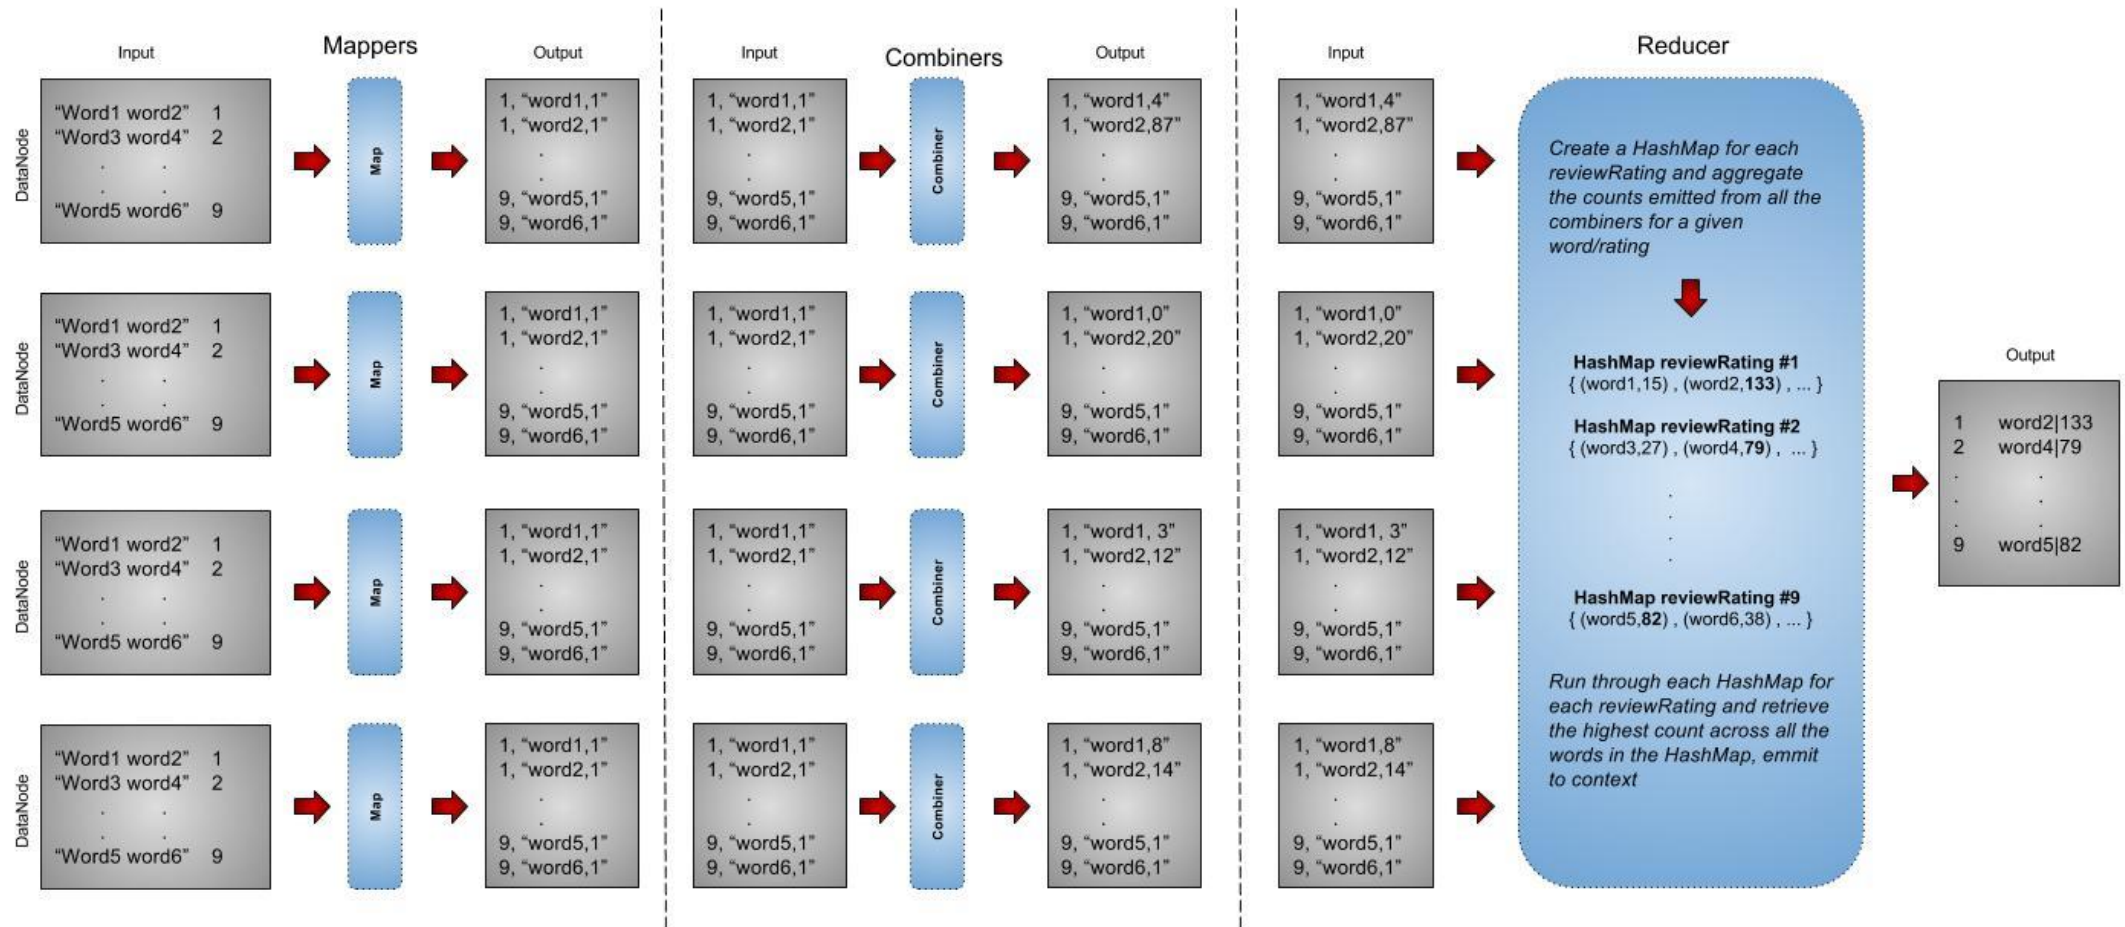 Input
Mappers
Output
Input
Combiners
Output
Input
Reducer
DataNode
“Word1 word2” 1
“Word3 word4” 2
. .
. .
“Word5 word6” 9
Map
1, “word1,1”
1, “word2,1”
.
.
9, “word5,1”
9, “word6,1”
1, “word1,1”
1, “word2,1”
.
.
9, “word5,1”
9, “word6,1”
Combiner
1, “word1,4”
1, “word2,87”
.
.
9, “word5,1”
9, “word6,1”
1, “word1,4”
1, “word2,87”
.
.
9, “word5,1”
9, “word6,1”
DataNode
“Word1 word2” 1
“Word3 word4” 2
. .
. .
“Word5 word6” 9
Map
1, “word1,1”
1, “word2,1”
.
.
9, “word5,1”
9, “word6,1”
1, “word1,1”
1, “word2,1”
.
.
9, “word5,1”
9, “word6,1”
Combiner
1, “word1,0”
1, “word2,20”
.
.
9, “word5,1”
9, “word6,1”
1, “word1,0”
1, “word2,20”
.
.
9, “word5,1”
9, “word6,1”
DataNode
“Word1 word2” 1
“Word3 word4” 2
. .
. .
“Word5 word6” 9
Map
1, “word1,1”
1, “word2,1”
.
.
9, “word5,1”
9, “word6,1”
1, “word1,1”
1, “word2,1”
.
.
9, “word5,1”
9, “word6,1”
Combiner
1, “word1, 3”
1, “word2,12”
.
.
9, “word5,1”
9, “word6,1”
1, “word1, 3”
1, “word2,12”
.
.
9, “word5,1”
9, “word6,1”
DataNode
“Word1 word2” 1
“Word3 word4” 2
. .
. .
“Word5 word6” 9
Map
1, “word1,1”
1, “word2,1”
.
.
9, “word5,1”
9, “word6,1”
1, “word1,1”
1, “word2,1”
.
.
9, “word5,1”
9, “word6,1”
Combiner
1, “word1,8”
1, “word2,14”
.
.
9, “word5,1”
9, “word6,1”
1, “word1,8”
1, “word2,14”
.
.
9, “word5,1”
9, “word6,1”
Create a HashMap for each
reviewRating and aggregate
the counts emitted from all the
combiners for a given
word/rating
HashMap reviewRating #1
{ (word1,15) , (word2,133) , ... }
HashMap reviewRating #2
{ (word3,27) , (word4,79) , ... }
.
.
.
.
HashMap reviewRating #9
{ (word5,82) , (word6,38) , ... }
Run through each HashMap for
each reviewRating and retrieve
the highest count across all the
words in the HashMap, emmit
to context
Output
1 word2|133
2 word4|79
. .
. .
. .
9 word5|82